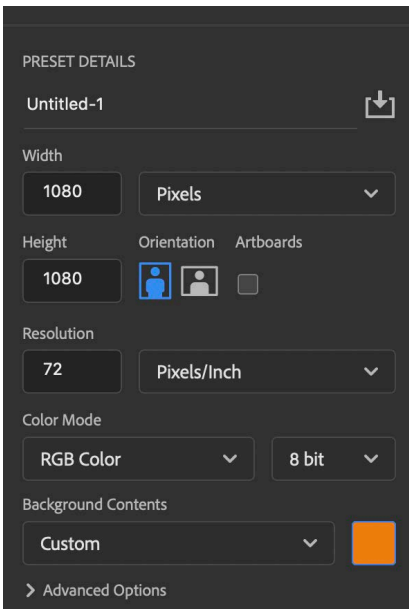 PRESET DETAILS
Untitled-1
Width
1080 Pixels
Height Orientation Artboards
1080
Resolution
72 Pixels/Inch
Color Mode
RGB Color 8 bit
Background Contents
Custom
Advanced Options